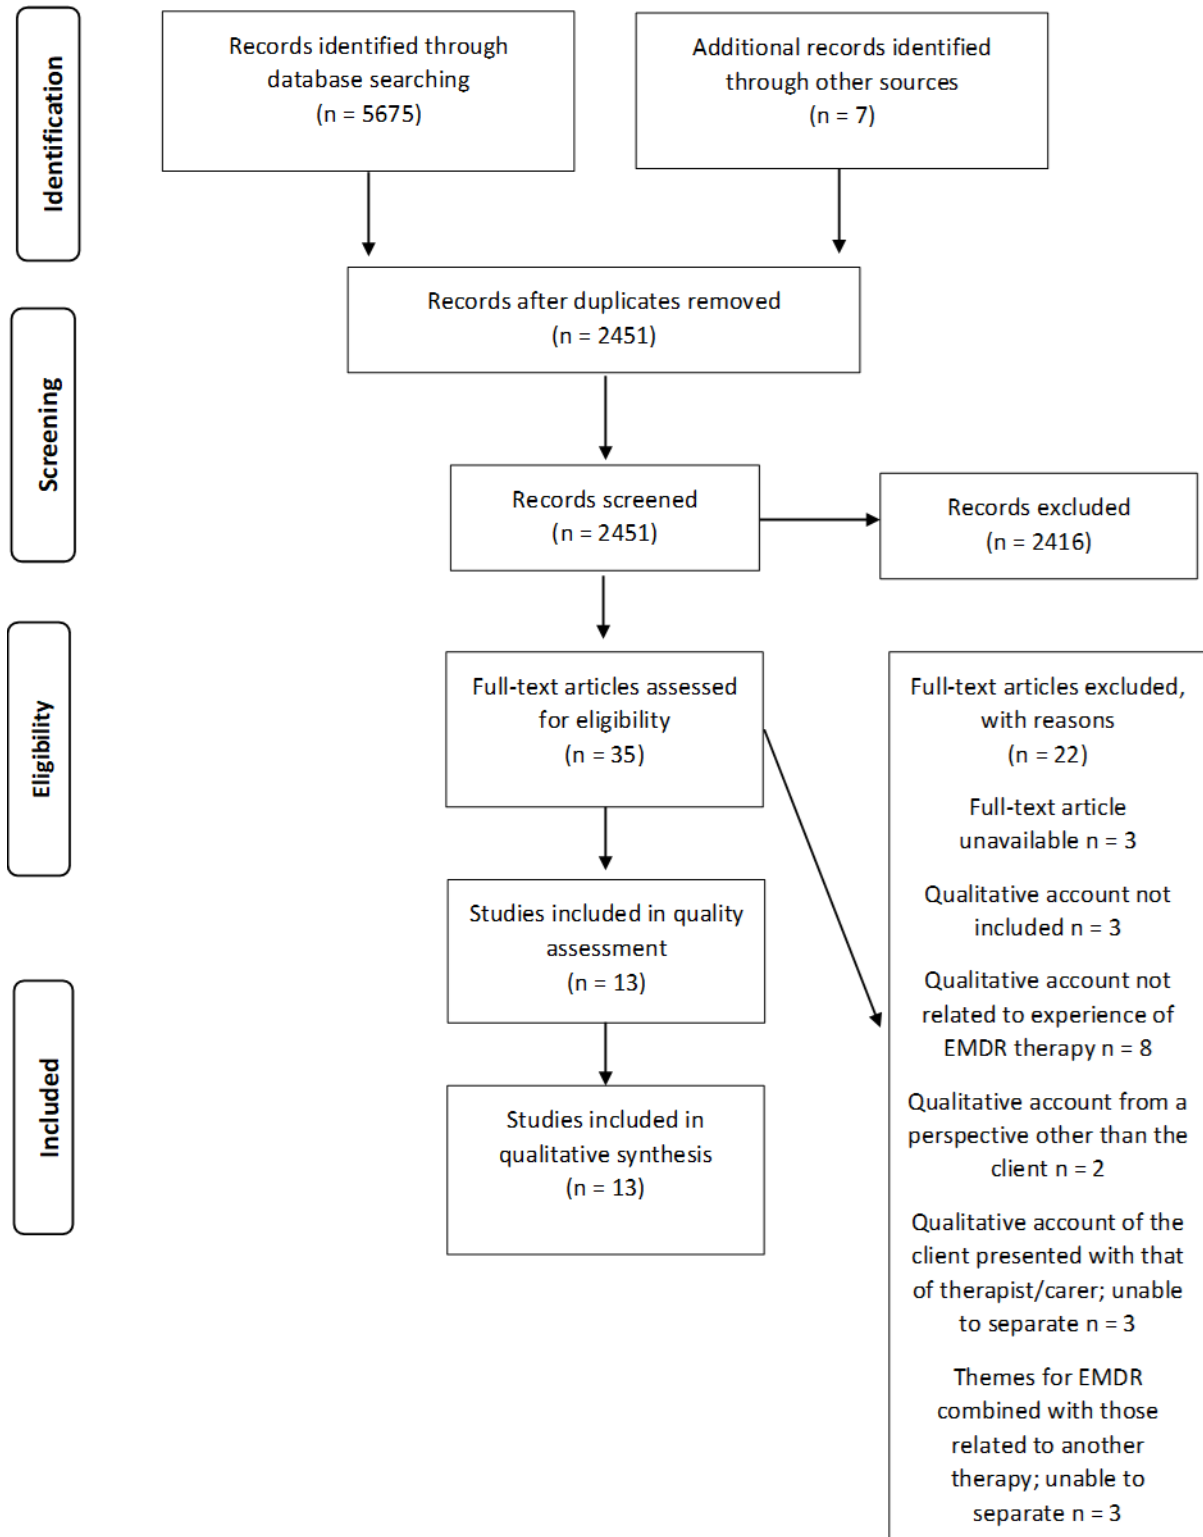 Identification
Records identified through
database searching
(n = 5675)
Additional records identified
through other sources
(n = 7)
Records after duplicates removed
(n = 2451)
Screening
Records screened
(n = 2451)
Records excluded
(n = 2416)
Eligibility
Full-text articles assessed
for eligibility
(n = 35)
Full-text articles excluded,
with reasons
(n = 22)
Full-text article
unavailable n = 3
Qualitative account not
included n = 3
Qualitative account not
related to experience of
EMDR therapy n = 8
Qualitative account from a
perspective other than the
client n = 2
Qualitative account of the
client presented with that
of therapist/carer; unable
to separate n = 3
Themes for EMDR
combined with those
related to another
therapy; unable to
separate n = 3
Studies included in quality
assessment
(n = 13)
Included
Studies included in
qualitative synthesis
(n = 13)